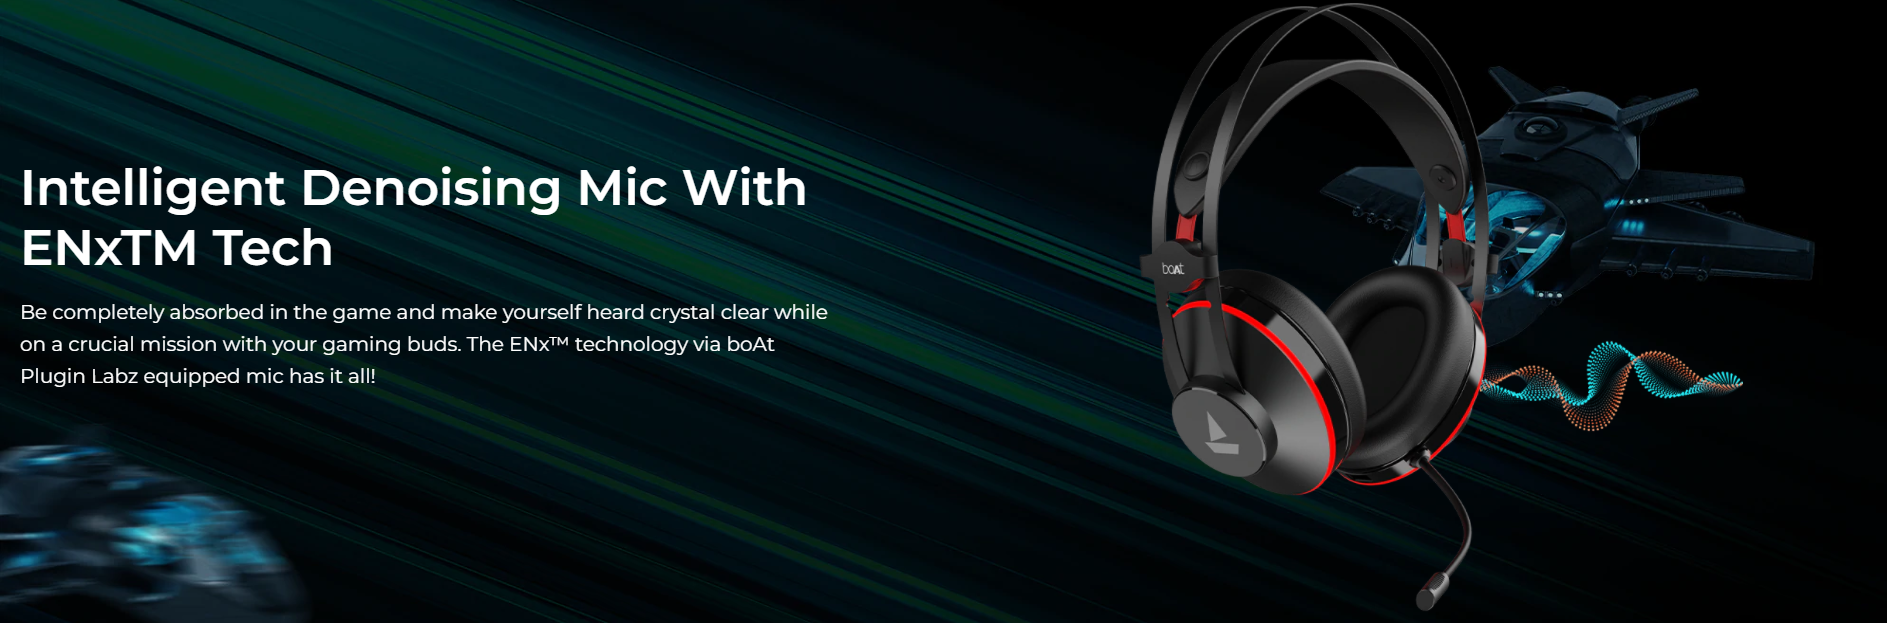 Intelligent Denoising Mic With
ENxTM Tech
Be completely absorbed in the game and make yourself heard crystal clear while
on a crucial mission with your gaming buds. The ENx™ technology via boAt
Plugin Labz equipped mic has it all!
boAt